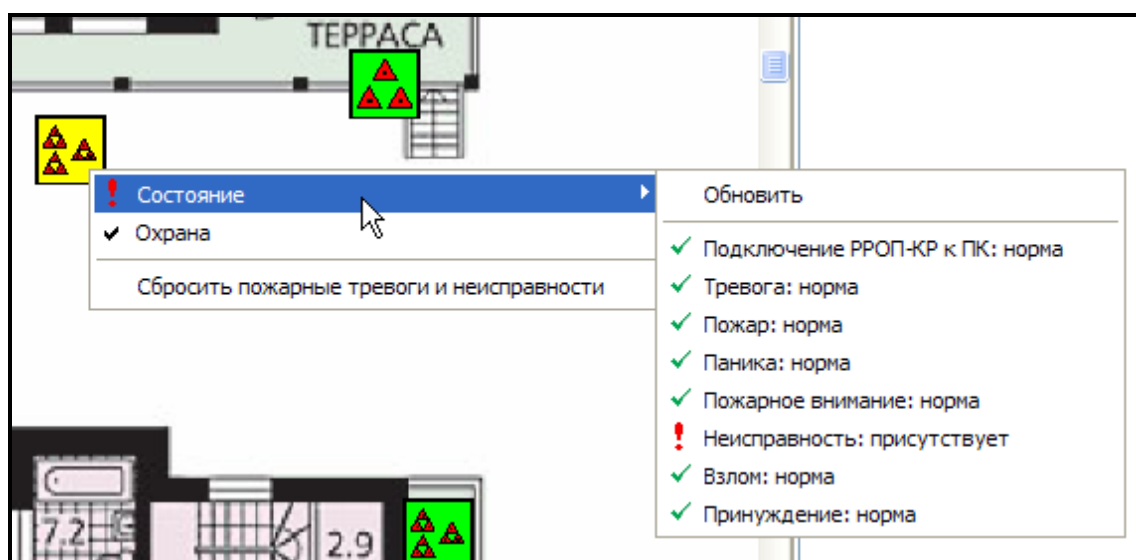 ТЕРРАСА
Состояние
Охрана
Сбросить пожарные тревоги и неисправности
Обновить
Подключение РРОП-КР к ПК: норма
Тревога: норма
Пожар: норма
Паника: норма
Пожарное внимание: норма
Неисправность: присутствует
Взлом: норма
Принуждение: норма
7.2
2.9